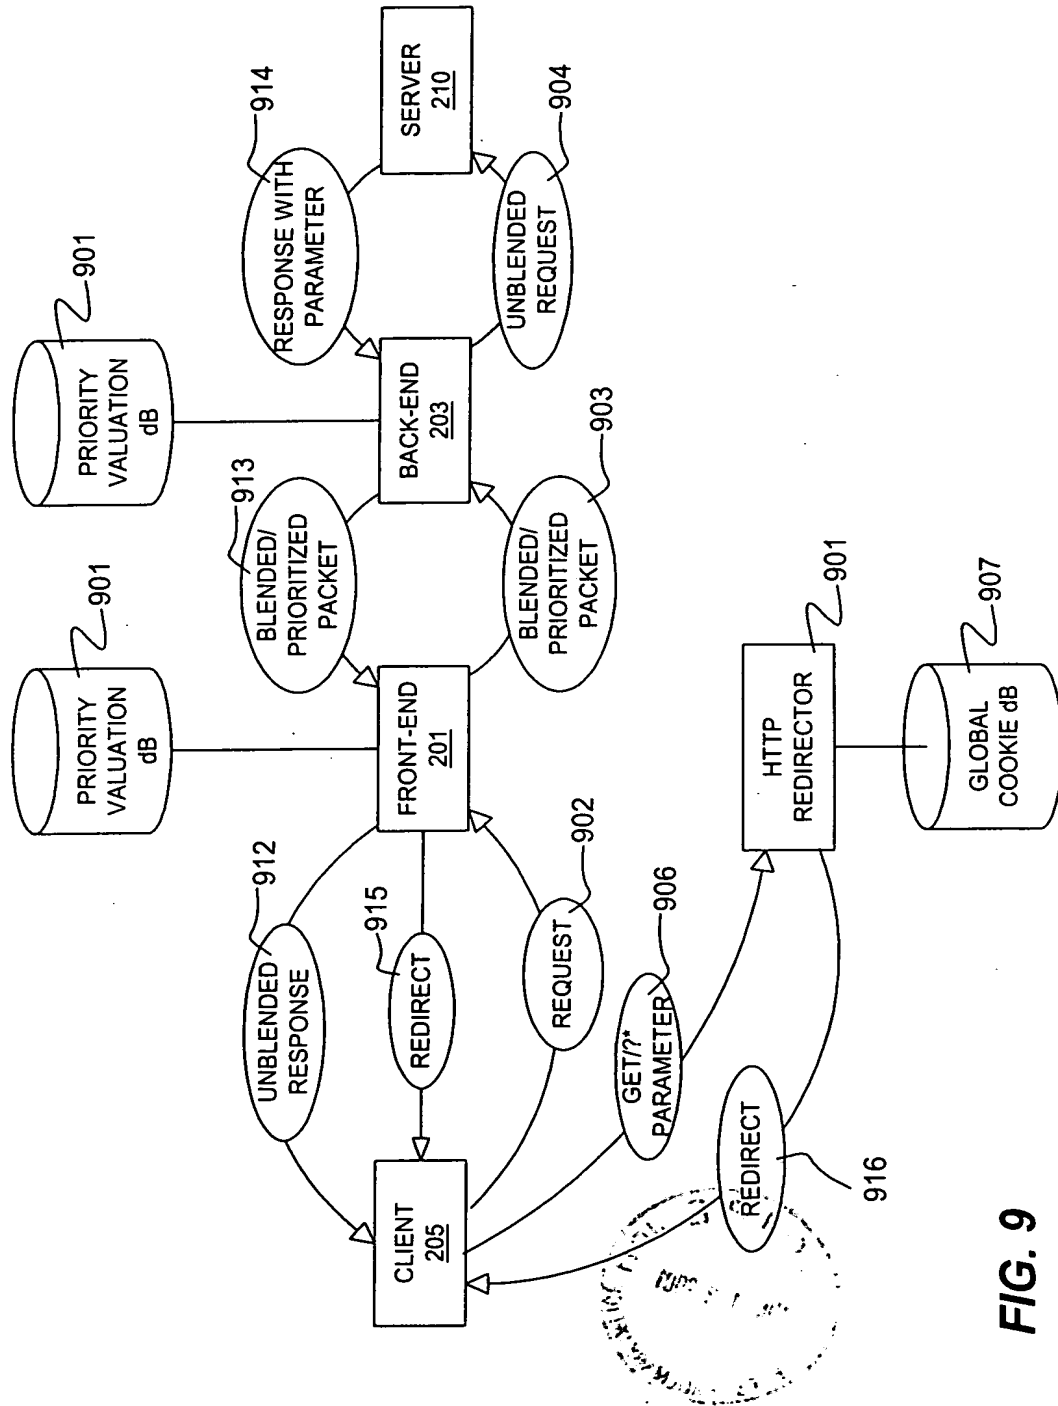 PRIORITY
VALUATION
dB
901
PRIORITY
VALUATION
dB
901
UNBLENDED
RESPONSE
912
BLENDED/
PRIORITIZED
PACKET
913
RESPONSE WITH
PARAMETER
914
REDIRECT
915
CLIENT
205
FRONT-END
201
BACK-END
203
SERVER
210
REQUEST
902
BLENDED/
PRIORITIZED
PACKET
903
UNBLENDED
REQUEST
904
GET/?*
PARAMETER
906
REDIRECT
916
HTTP
REDIRECTOR
901
GLOBAL
COOKIE dB
907
FIG. 9